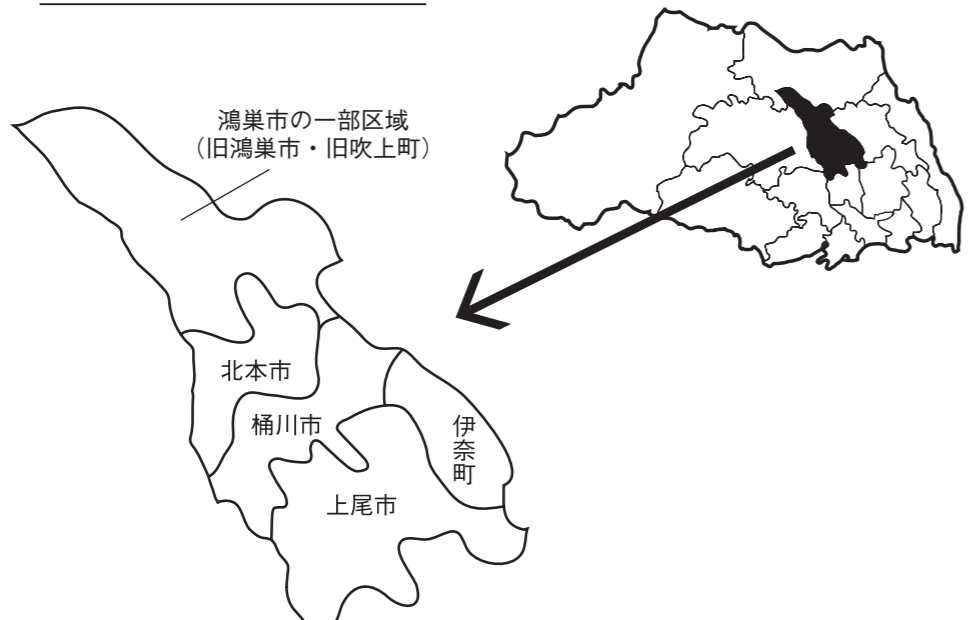 鴻巣市の一部区域
（旧鴻巣市・旧吹上町）
北本市
桶川市
伊奈町
上尾市